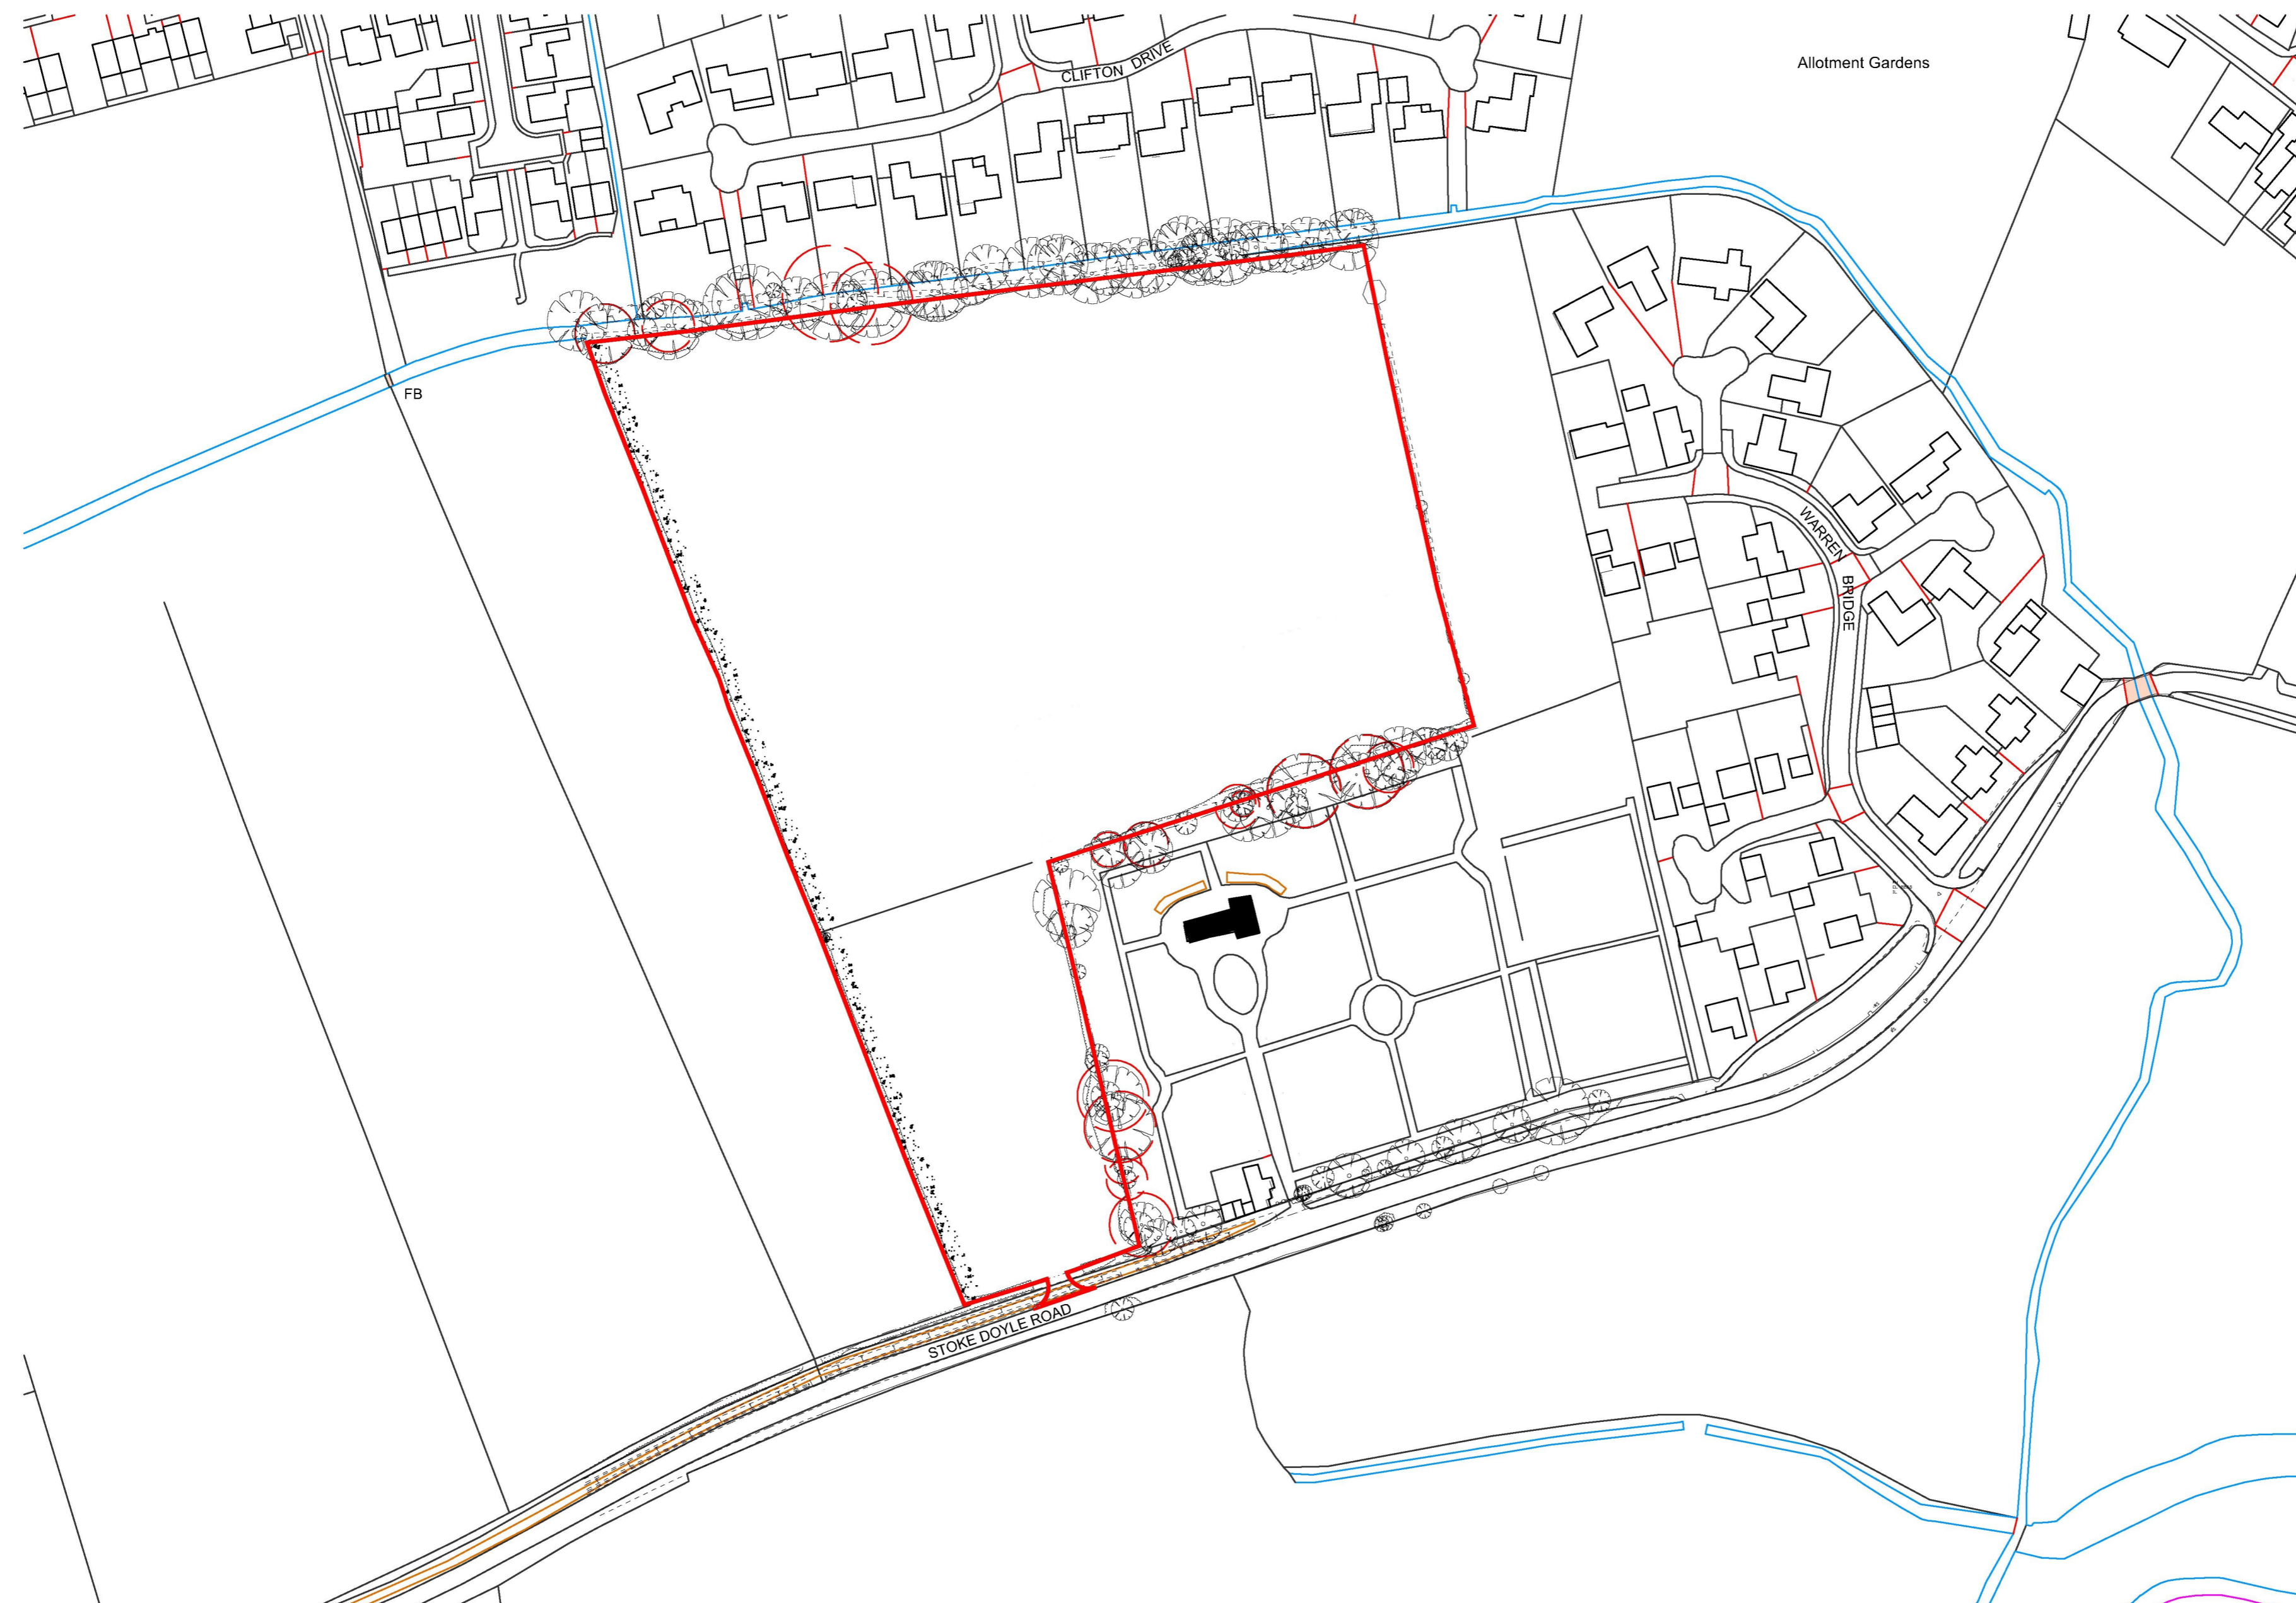 Allotment Gardens
CLIFTON DRIVE
FB
WARREN
BRIDGE
STOKE DOYLE ROAD